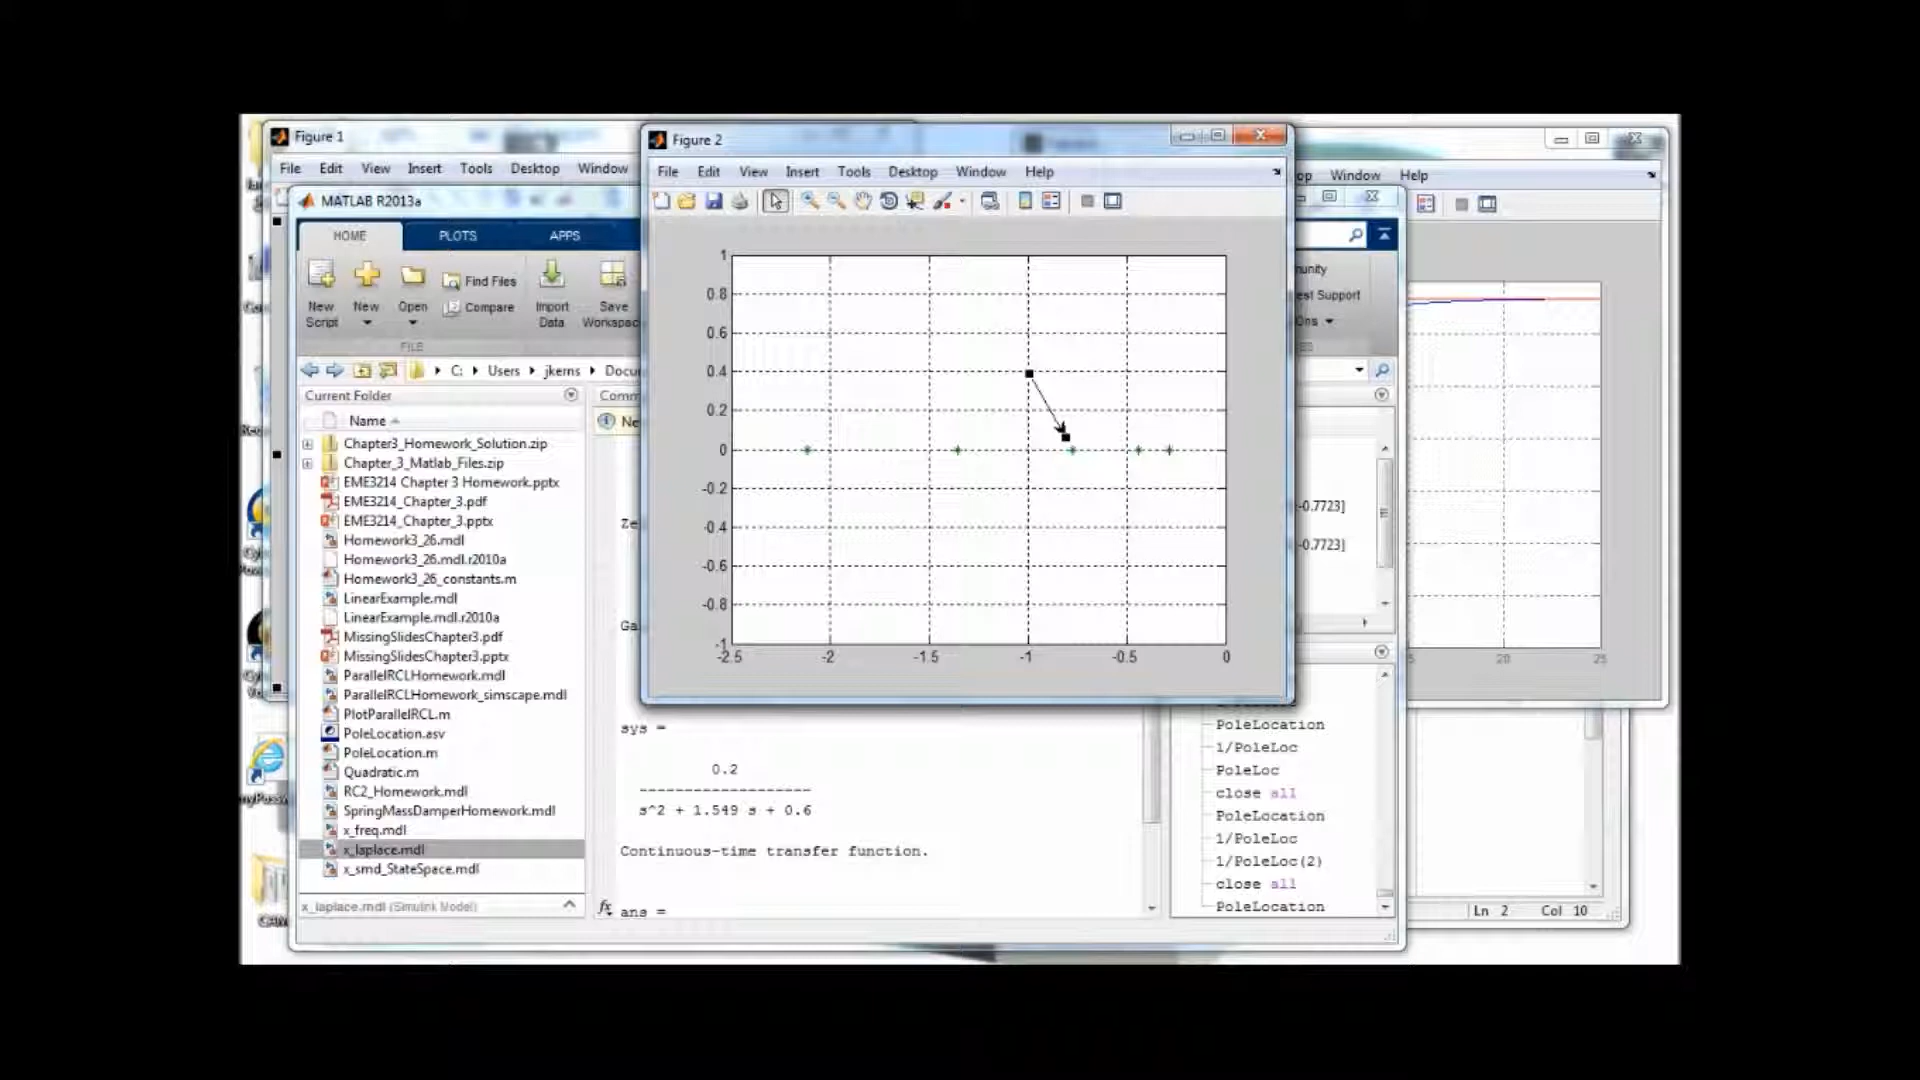 Figure 1
File Edit View Insert Tools Desktop Window
MATLAB R2013a
HOME PLOTS APPS
New Script
New
Open
Find Files
Compare
Import Data
Save
FILE
C: Users jkerns
Current Folder
Name
Chapter3_Homework_Solution.zip
Chapter_3_Matlab_Files.zip
EME3214 Chapter 3 Homework.pptx
EME3214_Chapter_3.pdf
EME3214_Chapter_3.pptx
Homework3_26.mdl
Homework3_26.mdl.r2010a
Homework3_26_constants.m
LinearExample.mdl
LinearExample.mdl.r2010a
MissingSlidesChapter3.pdf
MissingSlidesChapter3.pptx
ParallelRCLHomework.mdl
ParallelRCLHomework_simscape.mdl
PlotParallelRCL.m
PoleLocation.asv
PoleLocation.m
Quadratic.m
RC2_Homework.mdl
SpringMassDamperHomework.mdl
x_freq.mdl
x_laplace.mdl
x_smd_StateSpace.mdl
x_laplace.mdl (Simulink Model)
Figure 2
File Edit View Insert Tools Desktop Window Help
1
0.8
0.6
0.4
0.2
0
-0.2
-0.4
-0.6
-0.8
-1
-2.5 -2 -1.5 -1 -0.5 0
sys =
0.2
-------------------
s^2 + 1.549 s + 0.6
Continuous-time transfer function.
fx ans =
Window Help
-0.7723]
-0.7723]
20 25
PoleLocation
1/PoleLoc
PoleLoc
close all
PoleLocation
1/PoleLoc
1/PoleLoc(2)
close all
PoleLocation
Ln 2 Col 10